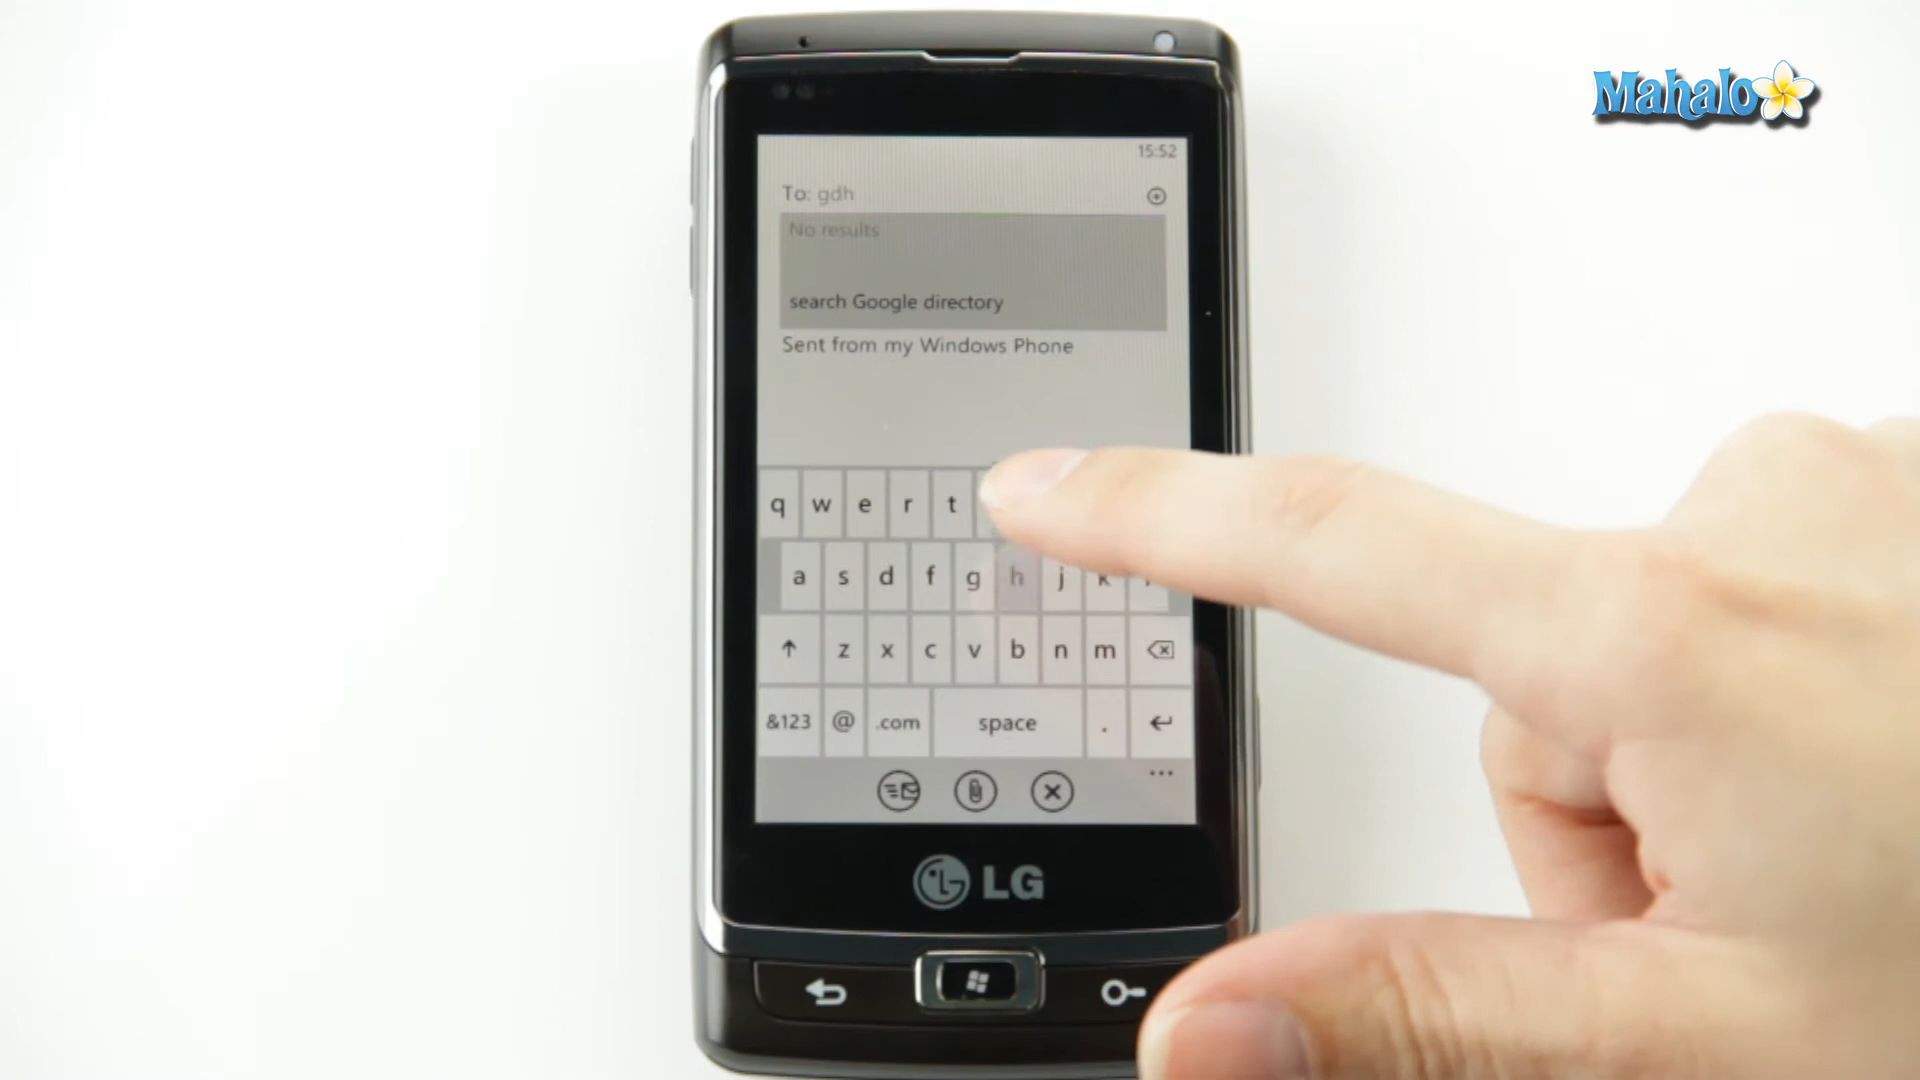 Mahalo
15:52
To: gdh
No results
search Google directory
Sent from my Windows Phone
q w e r t
a s d f g h j k
z x c v b n m
&123 @ .com space .
LG